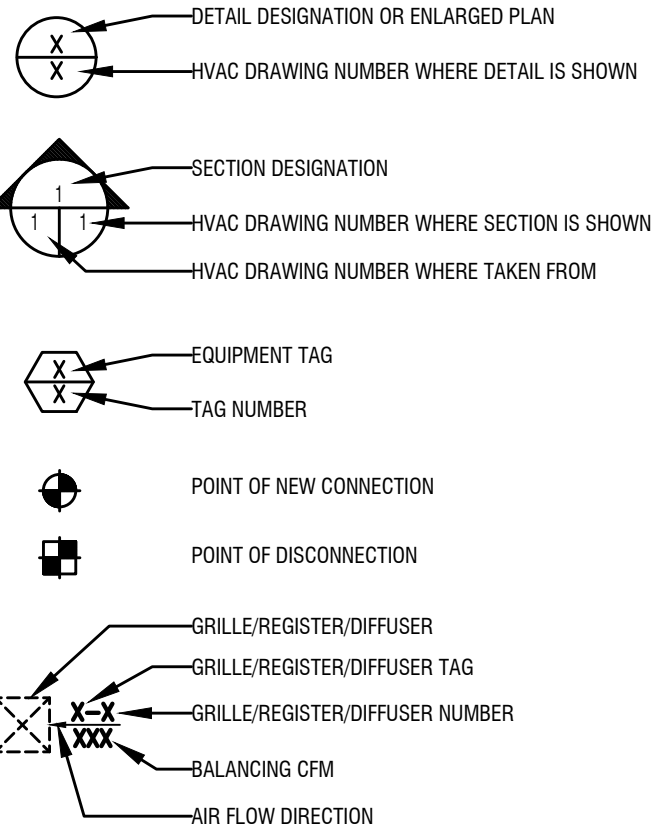 DETAIL DESIGNATION OR ENLARGED PLAN
X
X
HVAC DRAWING NUMBER WHERE DETAIL IS SHOWN
SECTION DESIGNATION
1
1 1
HVAC DRAWING NUMBER WHERE SECTION IS SHOWN
HVAC DRAWING NUMBER WHERE TAKEN FROM
EQUIPMENT TAG
X
X
TAG NUMBER
POINT OF NEW CONNECTION
POINT OF DISCONNECTION
GRILLE/REGISTER/DIFFUSER
GRILLE/REGISTER/DIFFUSER TAG
X-X
GRILLE/REGISTER/DIFFUSER NUMBER
XXX
BALANCING CFM
AIR FLOW DIRECTION